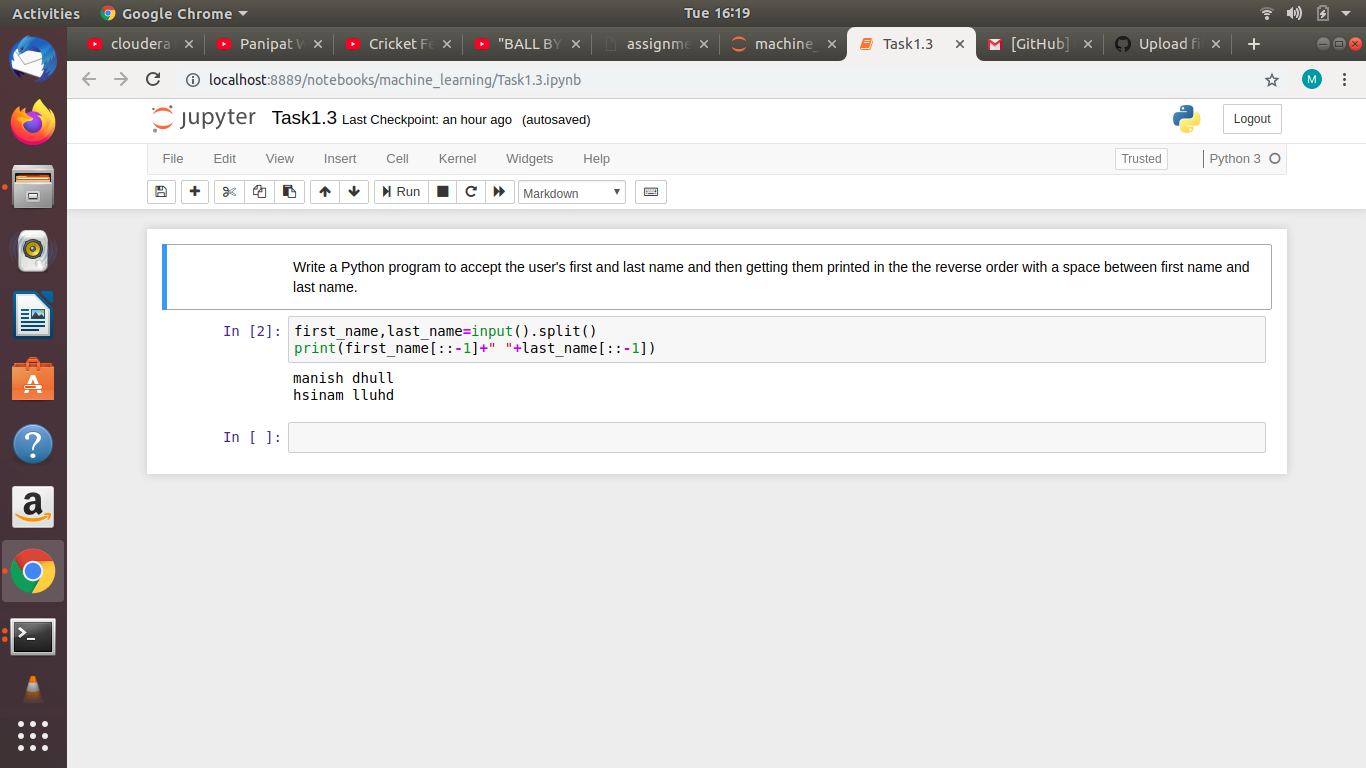 Activities Google Chrome Tue 16:19
cloudera Panipat Cricket Fe "BALL BY assignme machine_ Task1.3 [GitHub] Upload fi
localhost:8889/notebooks/machine_learning/Task1.3.ipynb M
jupyter Task1.3 Last Checkpoint: an hour ago (autosaved) Logout
File Edit View Insert Cell Kernel Widgets Help Trusted Python 3
Run Markdown
Write a Python program to accept the user's first and last name and then getting them printed in the the reverse order with a space between first name and
last name.
In [2]: first_name,last_name=input().split()
print(first_name[::-1]+" "+last_name[::-1])
manish dhull
hsinam lluhd
In [ ]: